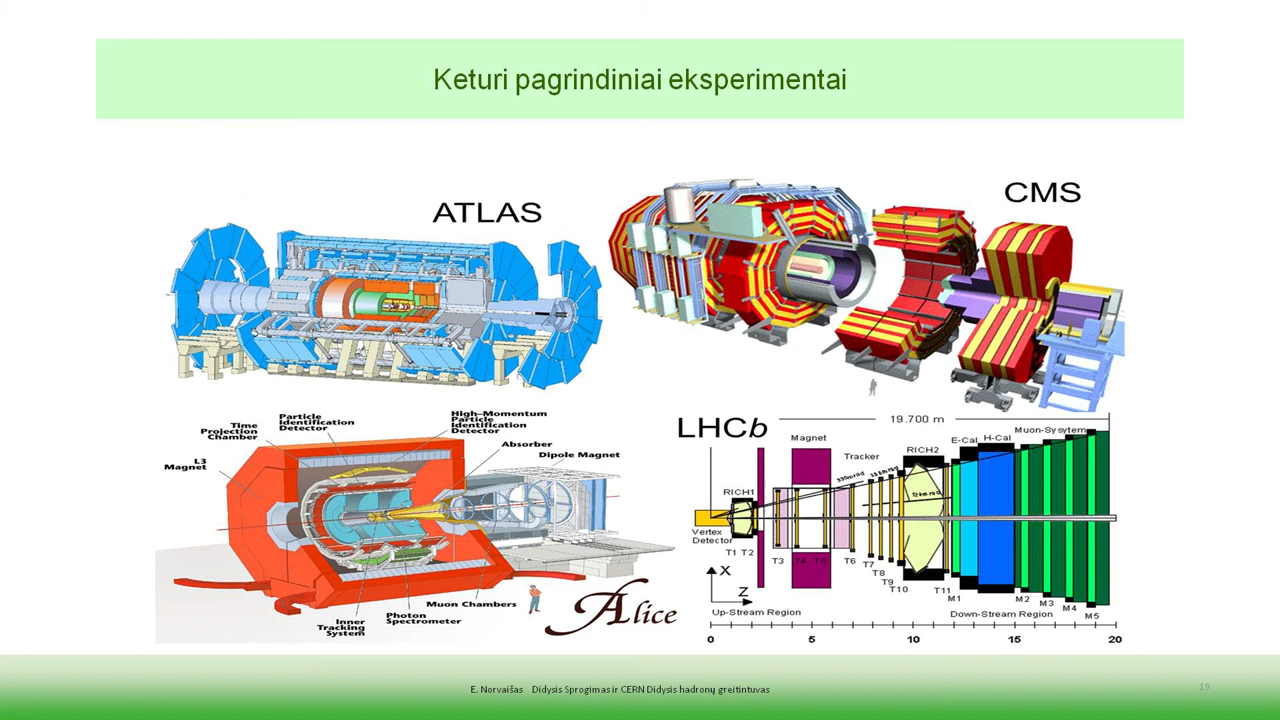 Keturi pagrindiniai eksperimentai
ATLAS
CMS
Time
Projection
Chamber
Particle
Identification
Detector
High-Momentum
Particle
Identification
Detector
Absorber
Dipole Magnet
L3
Magnet
Muon Chambers
Photon
Spectrometer
Inner
Tracking
System
Alice
LHCb
19.700 m
Magnet
Tracker
RICH2
E-Cal
H-Cal
Muon-Sysytem
RICH1
Vertex
Detector
T1 T2
T3
T4
T5
T6
T7
T8
T9
T10
T11
M1
M2
M3
M4
M5
X
Z
Up-Stream Region
Down-Stream Region
0 5 10 15 20
E. Norvaišas Didysis Sprogimas ir CERN Didysis hadronų greitintuvas
19